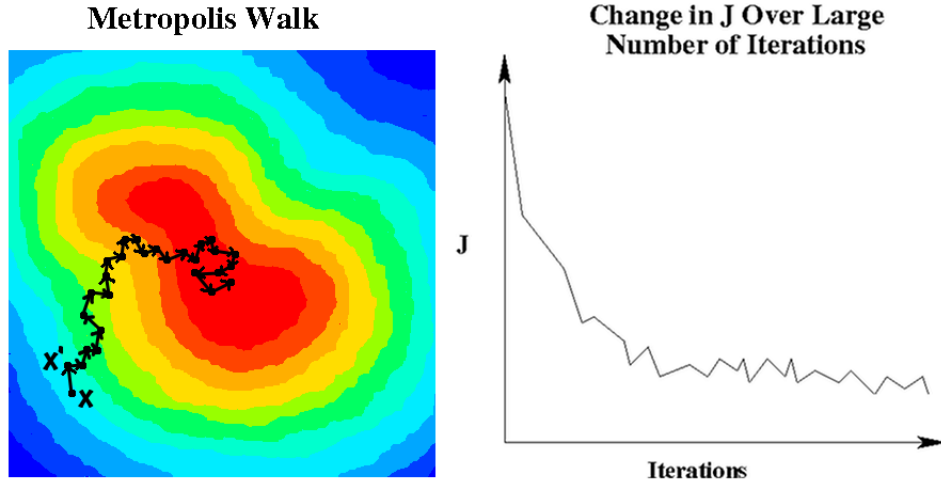 Metropolis Walk
X'
X
Change in J Over Large
Number of Iterations
J
Iterations